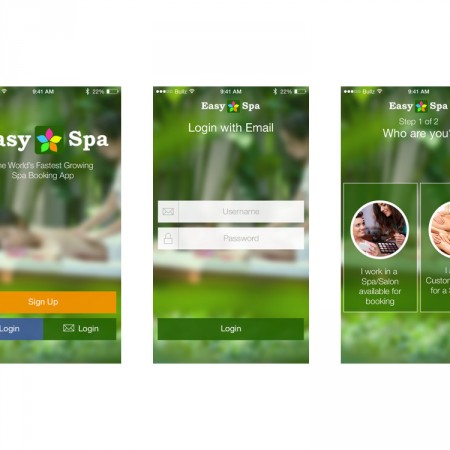 9:41 AM 22%
asy Spa
he World's Fastest Growing
Spa Booking App
Sign Up
Login Login
Bullz 9:41 AM 22%
Easy Spa
Login with Email
Username
Password
Login
Bullz 9:41 AM
Easy Spa
Step 1 of 2
Who are you?
I work in a
Spa/Salon
available for
booking
I a
Custom
for a S